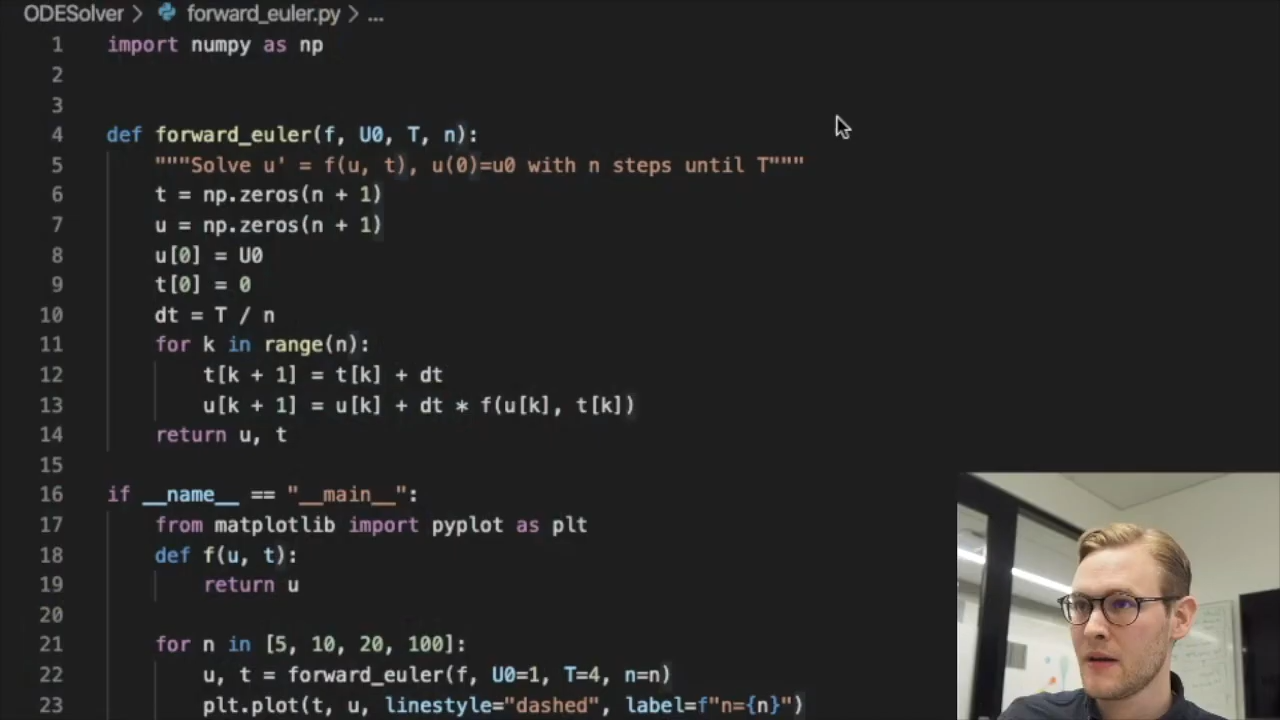 ODESolver > forward_euler.py > ...
1 import numpy as np
2
3
4 def forward_euler(f, U0, T, n):
5 """Solve u' = f(u, t), u(0)=u0 with n steps until T"""
6 t = np.zeros(n + 1)
7 u = np.zeros(n + 1)
8 u[0] = U0
9 t[0] = 0
10 dt = T / n
11 for k in range(n):
12 t[k + 1] = t[k] + dt
13 u[k + 1] = u[k] + dt * f(u[k], t[k])
14 return u, t
15
16 if __name__ == "__main__":
17 from matplotlib import pyplot as plt
18 def f(u, t):
19 return u
20
21 for n in [5, 10, 20, 100]:
22 u, t = forward_euler(f, U0=1, T=4, n=n)
23 plt.plot(t, u, linestyle="dashed", label=f"n={n}")